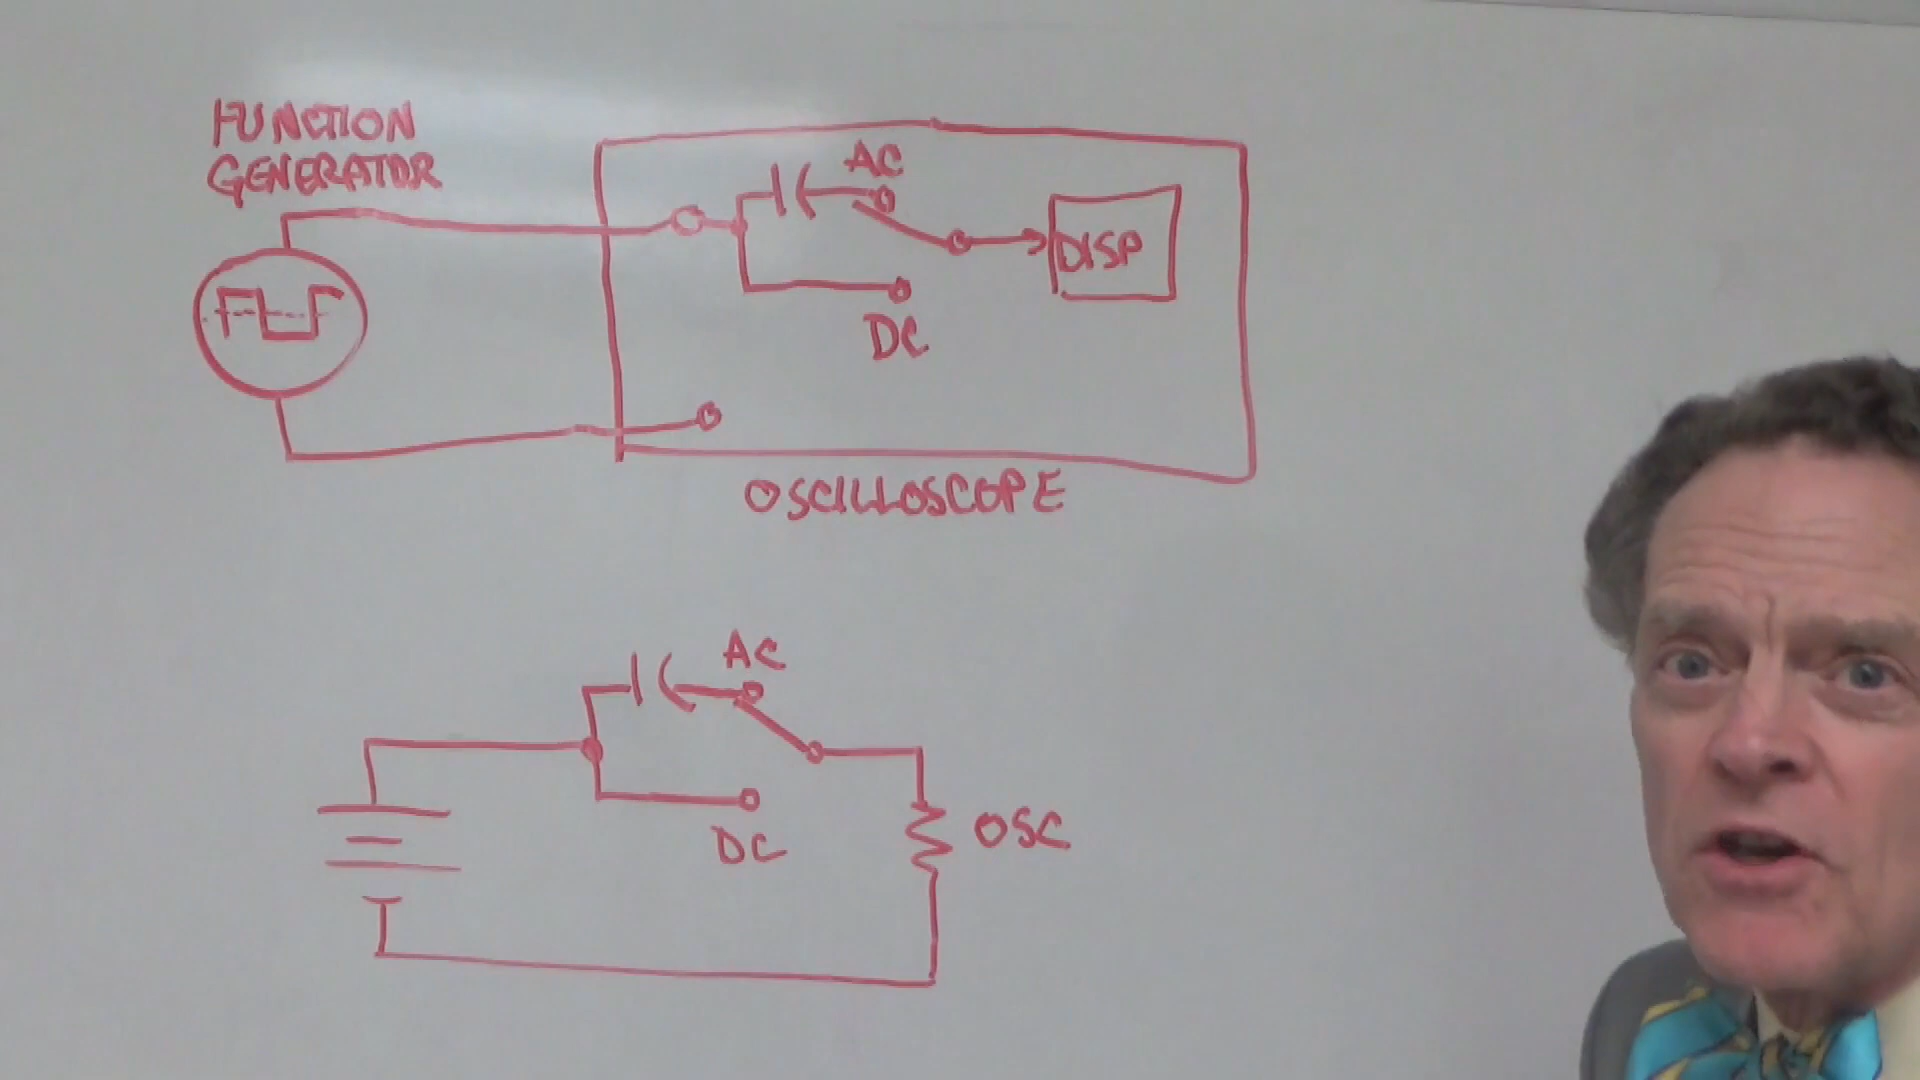 FUNCTION
GENERATOR
AC
DISP
DC
OSCILLOSCOPE
AC
DC
OSC